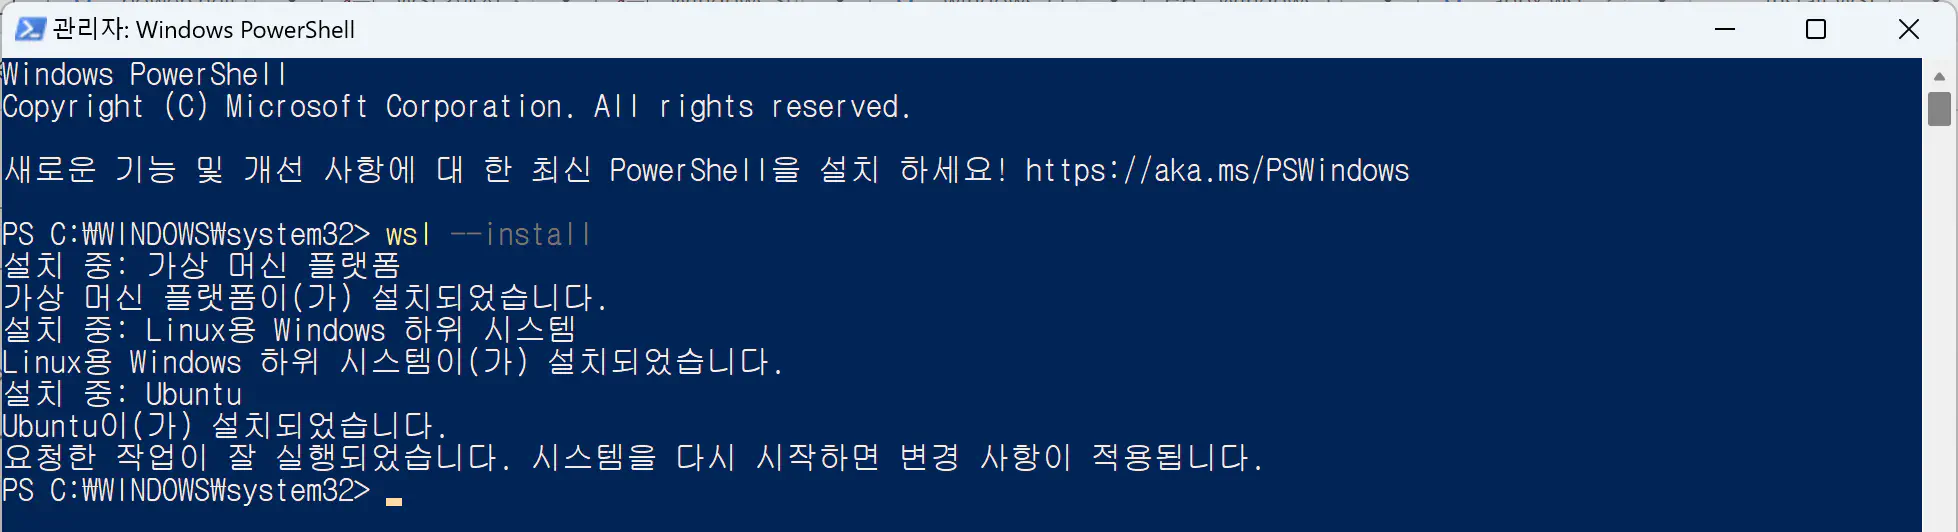 관리자: Windows PowerShell
Windows PowerShell
Copyright (C) Microsoft Corporation. All rights reserved.
새로운 기능 및 개선 사항에 대 한 최신 PowerShell을 설치 하세요! https://aka.ms/PSWindows
PS C:₩WINDOWS₩system32> wsl --install
설치 중: 가상 머신 플랫폼
가상 머신 플랫폼이(가) 설치되었습니다.
설치 중: Linux용 Windows 하위 시스템
Linux용 Windows 하위 시스템이(가) 설치되었습니다.
설치 중: Ubuntu
Ubuntu이(가) 설치되었습니다.
요청한 작업이 잘 실행되었습니다. 시스템을 다시 시작하면 변경 사항이 적용됩니다.
PS C:₩WINDOWS₩system32>